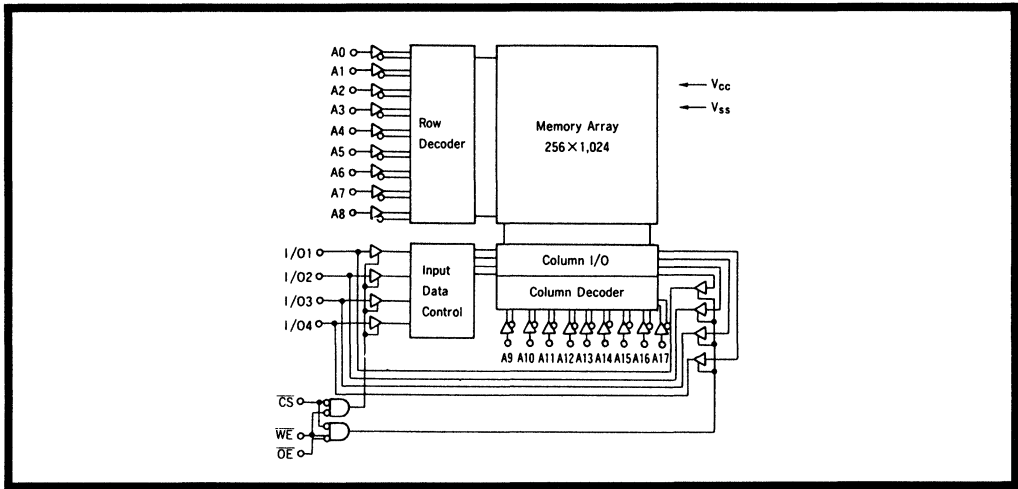 A0
A1
A2
A3
A4
A5
A6
A7
A8
Row
Decoder
Memory Array
256×1,024
Vcc
Vss
I/O1
I/O2
I/O3
I/O4
Input
Data
Control
Column I/O
Column Decoder
A9 A10 A11 A12 A13 A14 A15 A16 A17
CS
WE
OE